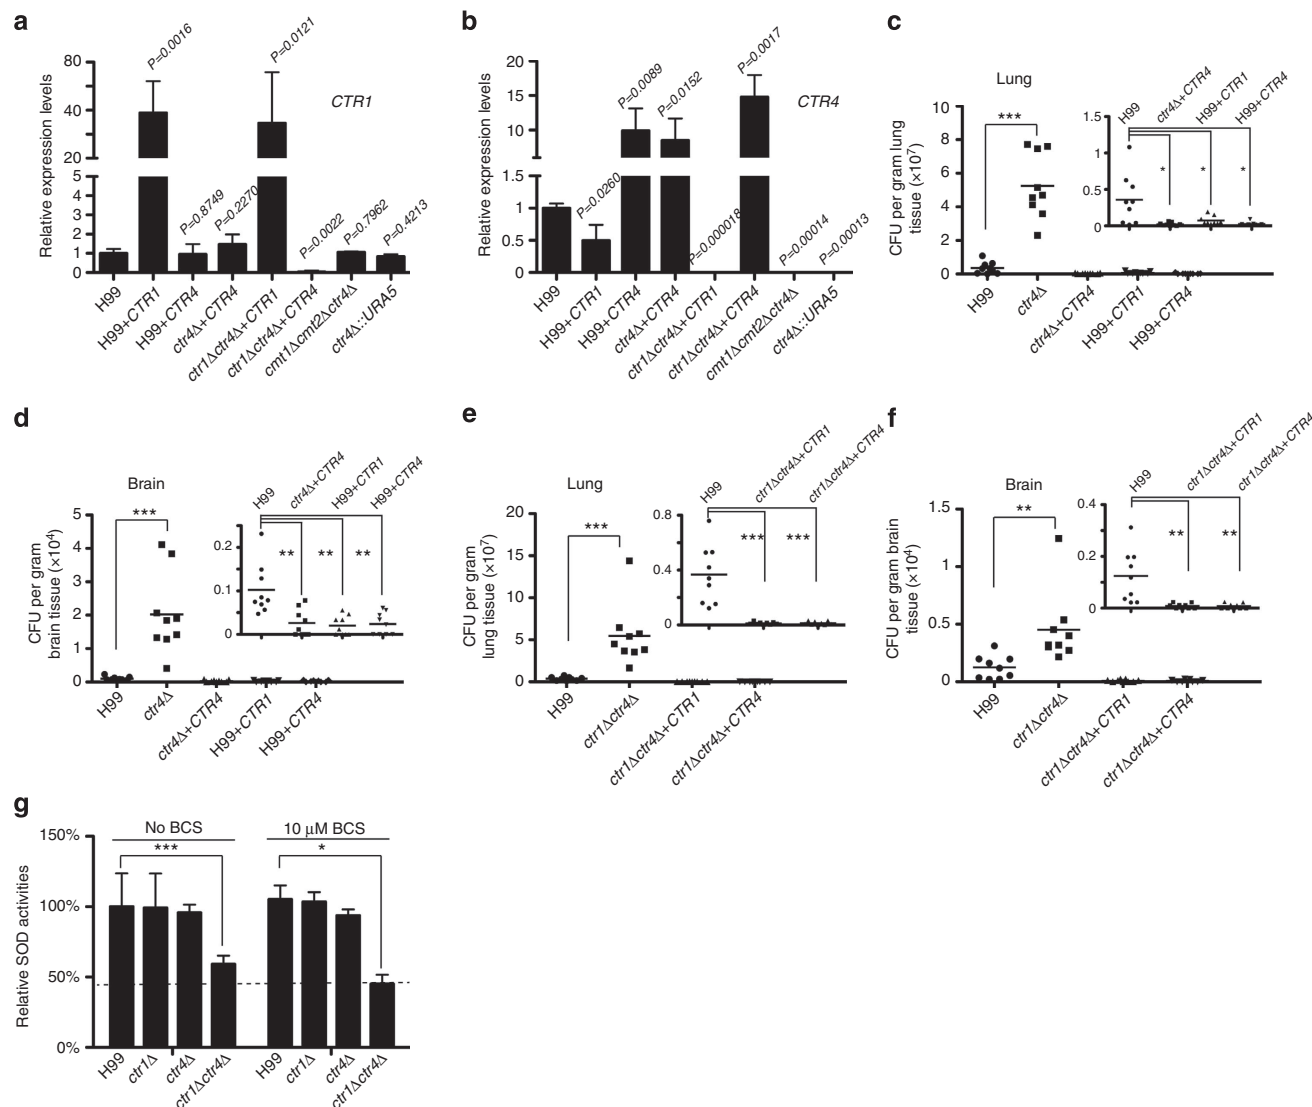 a
Relative expression levels
80
40
20
5
4
3
2
1
0
P=0.0016
P=0.8749
P=0.2270
P=0.0121
P=0.0022
P=0.7962
P=0.4213
CTR1
H99
H99+CTR1
H99+CTR4
ctr4Δ+CTR4
ctr1Δctr4Δ+CTR1
ctr1Δctr4Δ+CTR4
cmt1Δcmt2Δctr4Δ
ctr4Δ::URA5
b
Relative expression levels
20
15
10
1.5
1.0
0.5
0
P=0.0260
P=0.0089
P=0.0152
P=0.000018
P=0.0017
P=0.00014
P=0.00013
CTR4
H99
H99+CTR1
H99+CTR4
ctr4Δ+CTR4
ctr1Δctr4Δ+CTR1
ctr1Δctr4Δ+CTR4
cmt1Δcmt2Δctr4Δ
ctr4Δ::URA5
c
Lung
CFU per gram lung
tissue (×10⁷)
10
8
6
4
2
0
***
H99
ctr4Δ
ctr4Δ+CTR4
H99+CTR1
H99+CTR4
1.5
1
0.5
0
H99
ctr4Δ+CTR4
H99+CTR1
H99+CTR4
* * *
d
Brain
CFU per gram
brain tissue (×10⁴)
5
4
3
2
1
0
***
H99
ctr4Δ
ctr4Δ+CTR4
H99+CTR1
H99+CTR4
0.2
0.1
0
H99
ctr4Δ+CTR4
H99+CTR1
H99+CTR4
** ** **
e
Lung
CFU per gram
lung tissue (×10⁷)
20
15
10
5
0
***
H99
ctr1Δctr4Δ
ctr1Δctr4Δ+CTR1
ctr1Δctr4Δ+CTR4
0.8
0.4
0
H99
ctr1Δctr4Δ+CTR1
ctr1Δctr4Δ+CTR4
*** ***
f
Brain
CFU per gram brain
tissue (×10⁴)
1.5
1.0
0.5
0
**
H99
ctr1Δctr4Δ
ctr1Δctr4Δ+CTR1
ctr1Δctr4Δ+CTR4
0.4
0.2
0
H99
ctr1Δctr4Δ+CTR1
ctr1Δctr4Δ+CTR4
** **
g
Relative SOD activities
150%
100%
50%
0%
No BCS
***
10 μM BCS
*
H99
ctr1Δ
ctr4Δ
ctr1Δctr4Δ
H99
ctr1Δ
ctr4Δ
ctr1Δctr4Δ